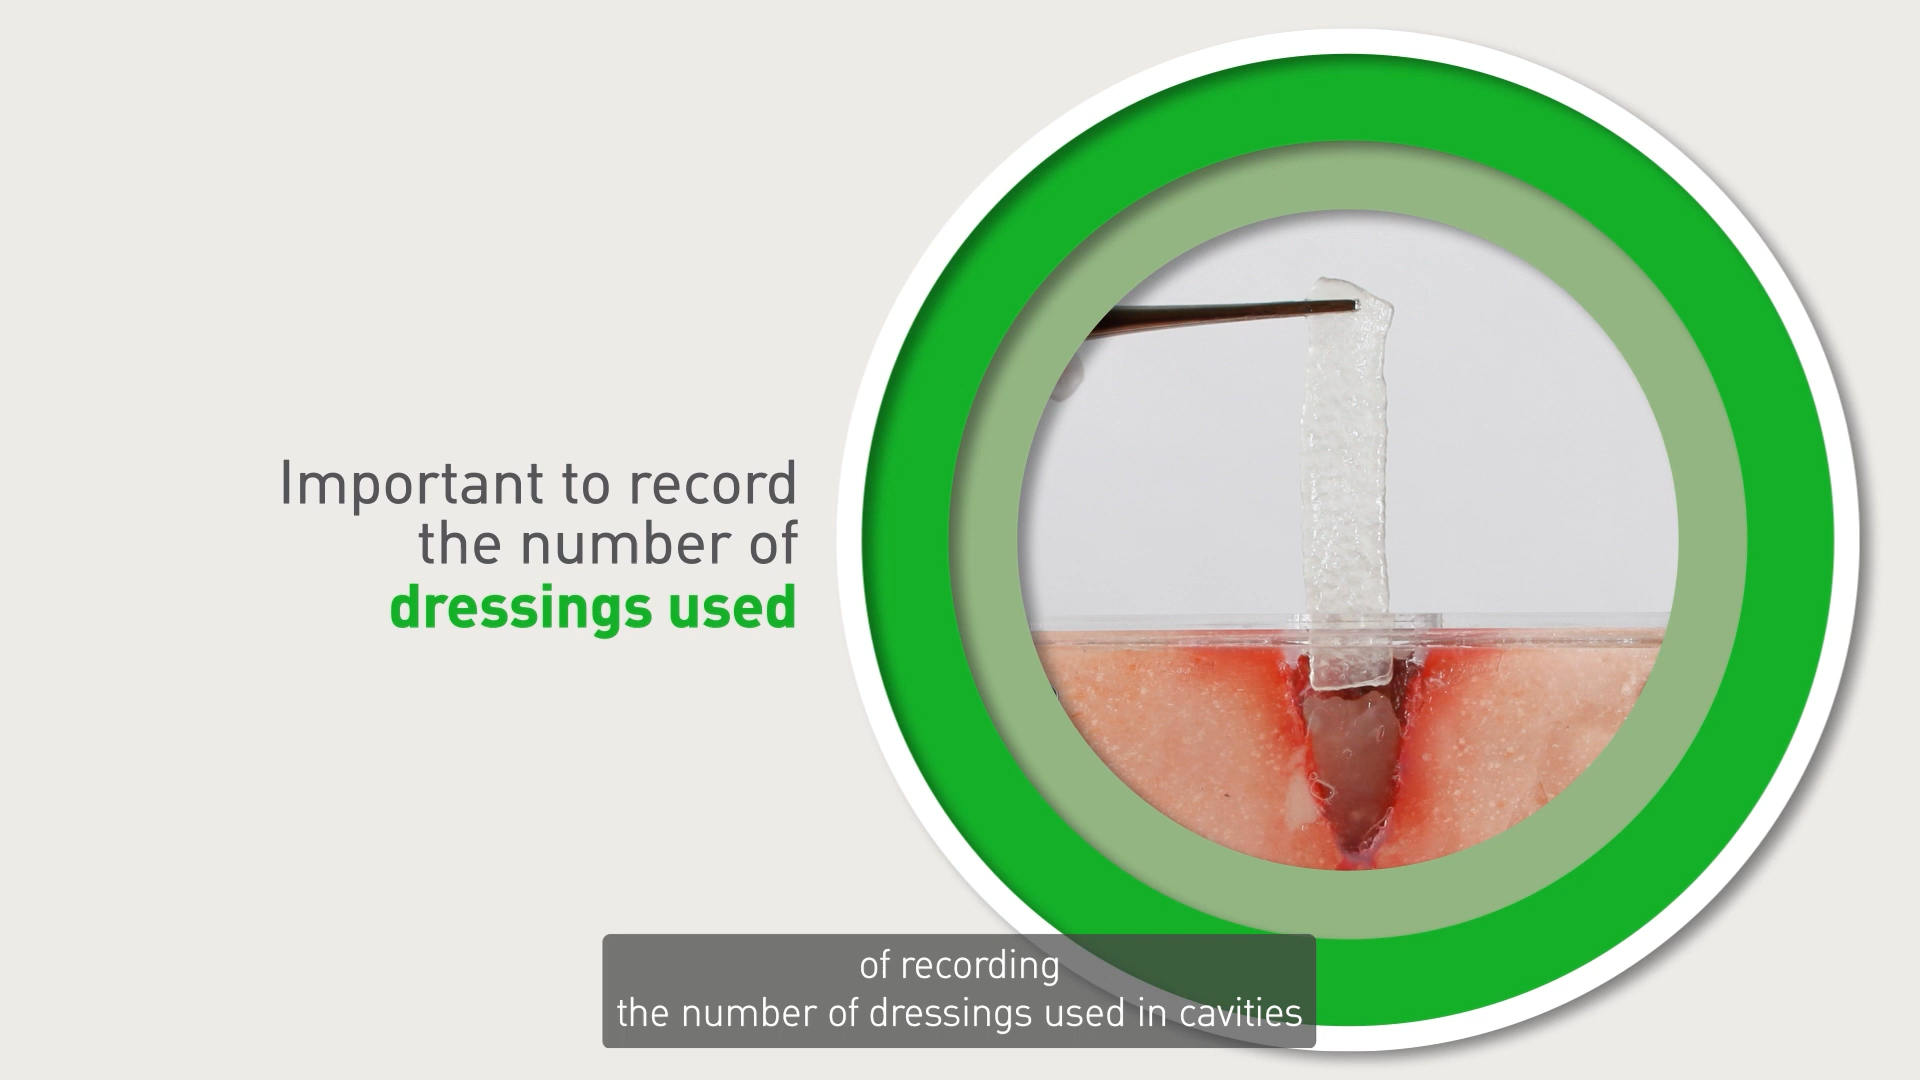 Important to record
the number of
dressings used
of recording
the number of dressings used in cavities